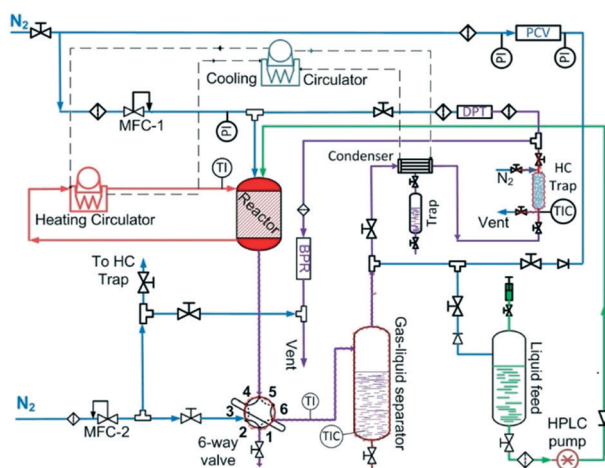 N₂
PI
PCV
PI
Cooling Circulator
MFC-1
PI
DPT
TI
Condenser
Trap
N₂
HC
Trap
Vent
TIC
Heating Circulator
Reactor
BPR
To HC
Trap
Vent
4 5
3 6
2 1
TI
TIC
Gas-liquid separator
Liquid feed
N₂
MFC-2
6-way
valve
HPLC
pump